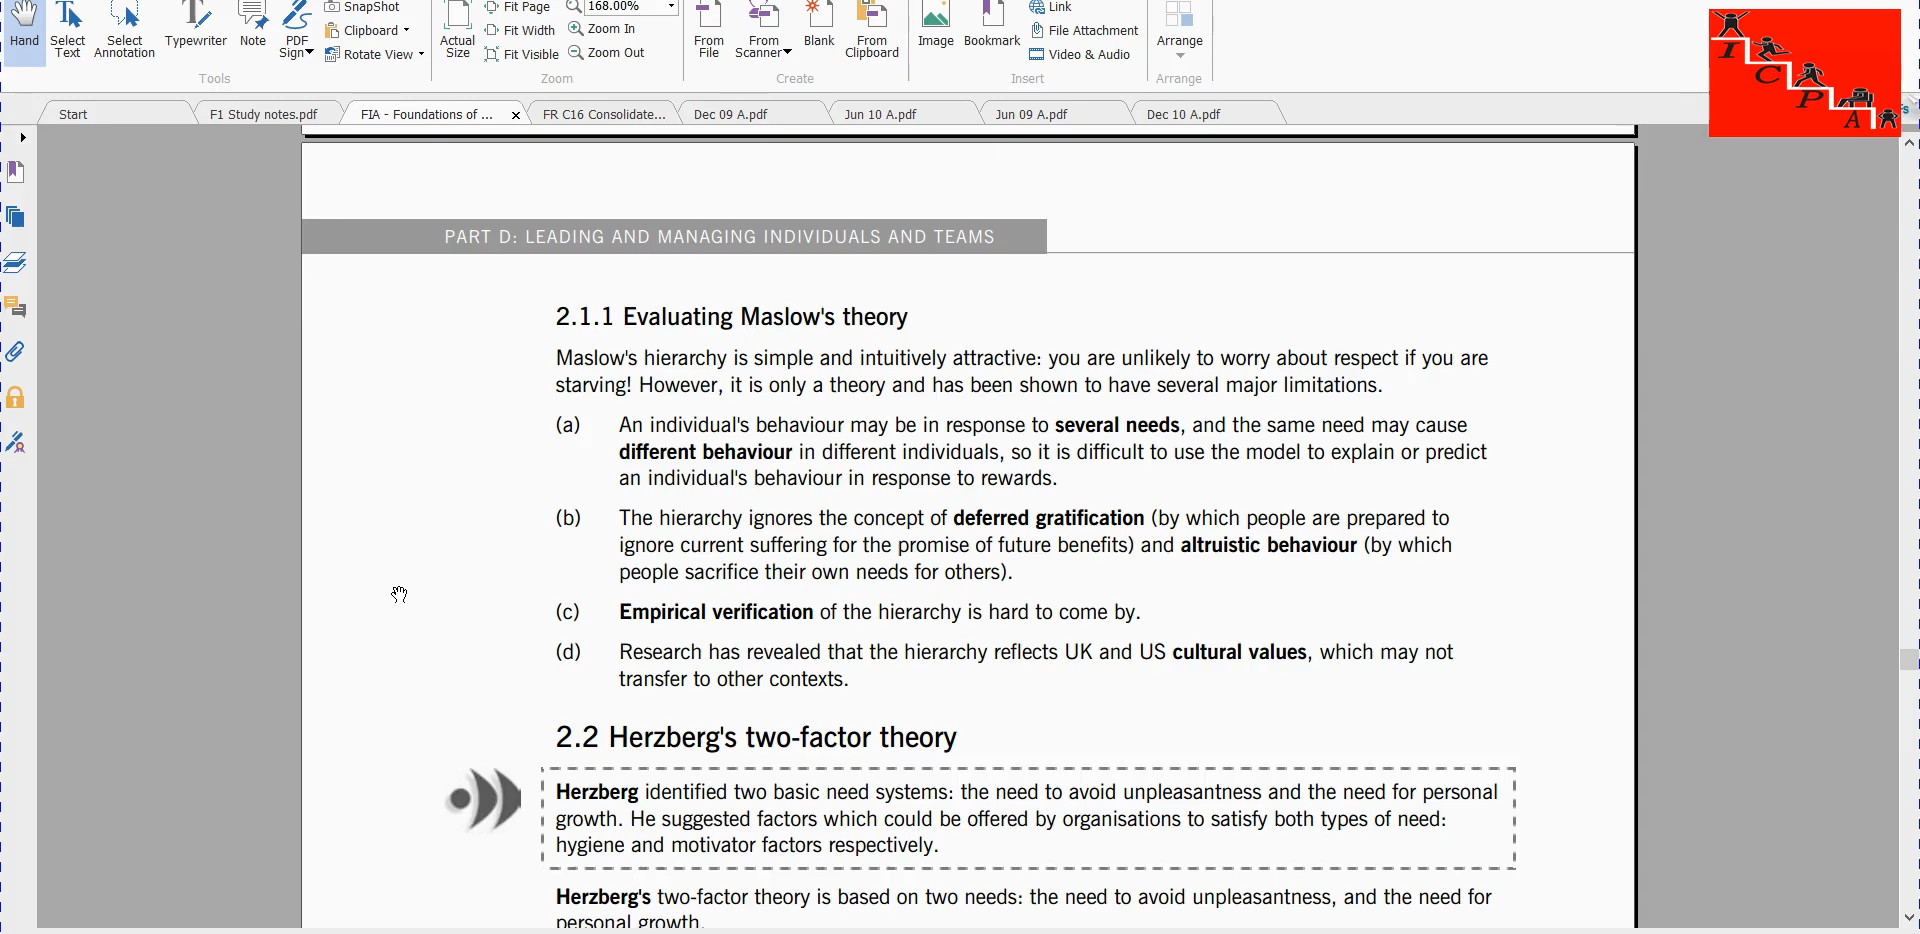 SnapShot
Fit Page
168.00%
Link
Clipboard
Fit Width
Zoom In
File Attachment
Hand
Select
Text
Select
Annotation
Typewriter
Note
PDF
Sign
Rotate View
Actual
Size
Fit Visible
Zoom Out
From
File
From
Scanner
Blank
From
Clipboard
Image
Bookmark
Video & Audio
Arrange
Tools
Zoom
Create
Insert
Arrange
I
C
P
A
Start
F1 Study notes.pdf
FIA - Foundations of ...
FR C16 Consolidate...
Dec 09 A.pdf
Jun 10 A.pdf
Jun 09 A.pdf
Dec 10 A.pdf
PART D: LEADING AND MANAGING INDIVIDUALS AND TEAMS
2.1.1 Evaluating Maslow's theory
Maslow's hierarchy is simple and intuitively attractive: you are unlikely to worry about respect if you are
starving! However, it is only a theory and has been shown to have several major limitations.
(a) An individual's behaviour may be in response to several needs, and the same need may cause
different behaviour in different individuals, so it is difficult to use the model to explain or predict
an individual's behaviour in response to rewards.
(b) The hierarchy ignores the concept of deferred gratification (by which people are prepared to
ignore current suffering for the promise of future benefits) and altruistic behaviour (by which
people sacrifice their own needs for others).
(c) Empirical verification of the hierarchy is hard to come by.
(d) Research has revealed that the hierarchy reflects UK and US cultural values, which may not
transfer to other contexts.
2.2 Herzberg's two-factor theory
Herzberg identified two basic need systems: the need to avoid unpleasantness and the need for personal
growth. He suggested factors which could be offered by organisations to satisfy both types of need:
hygiene and motivator factors respectively.
Herzberg's two-factor theory is based on two needs: the need to avoid unpleasantness, and the need for
personal growth.